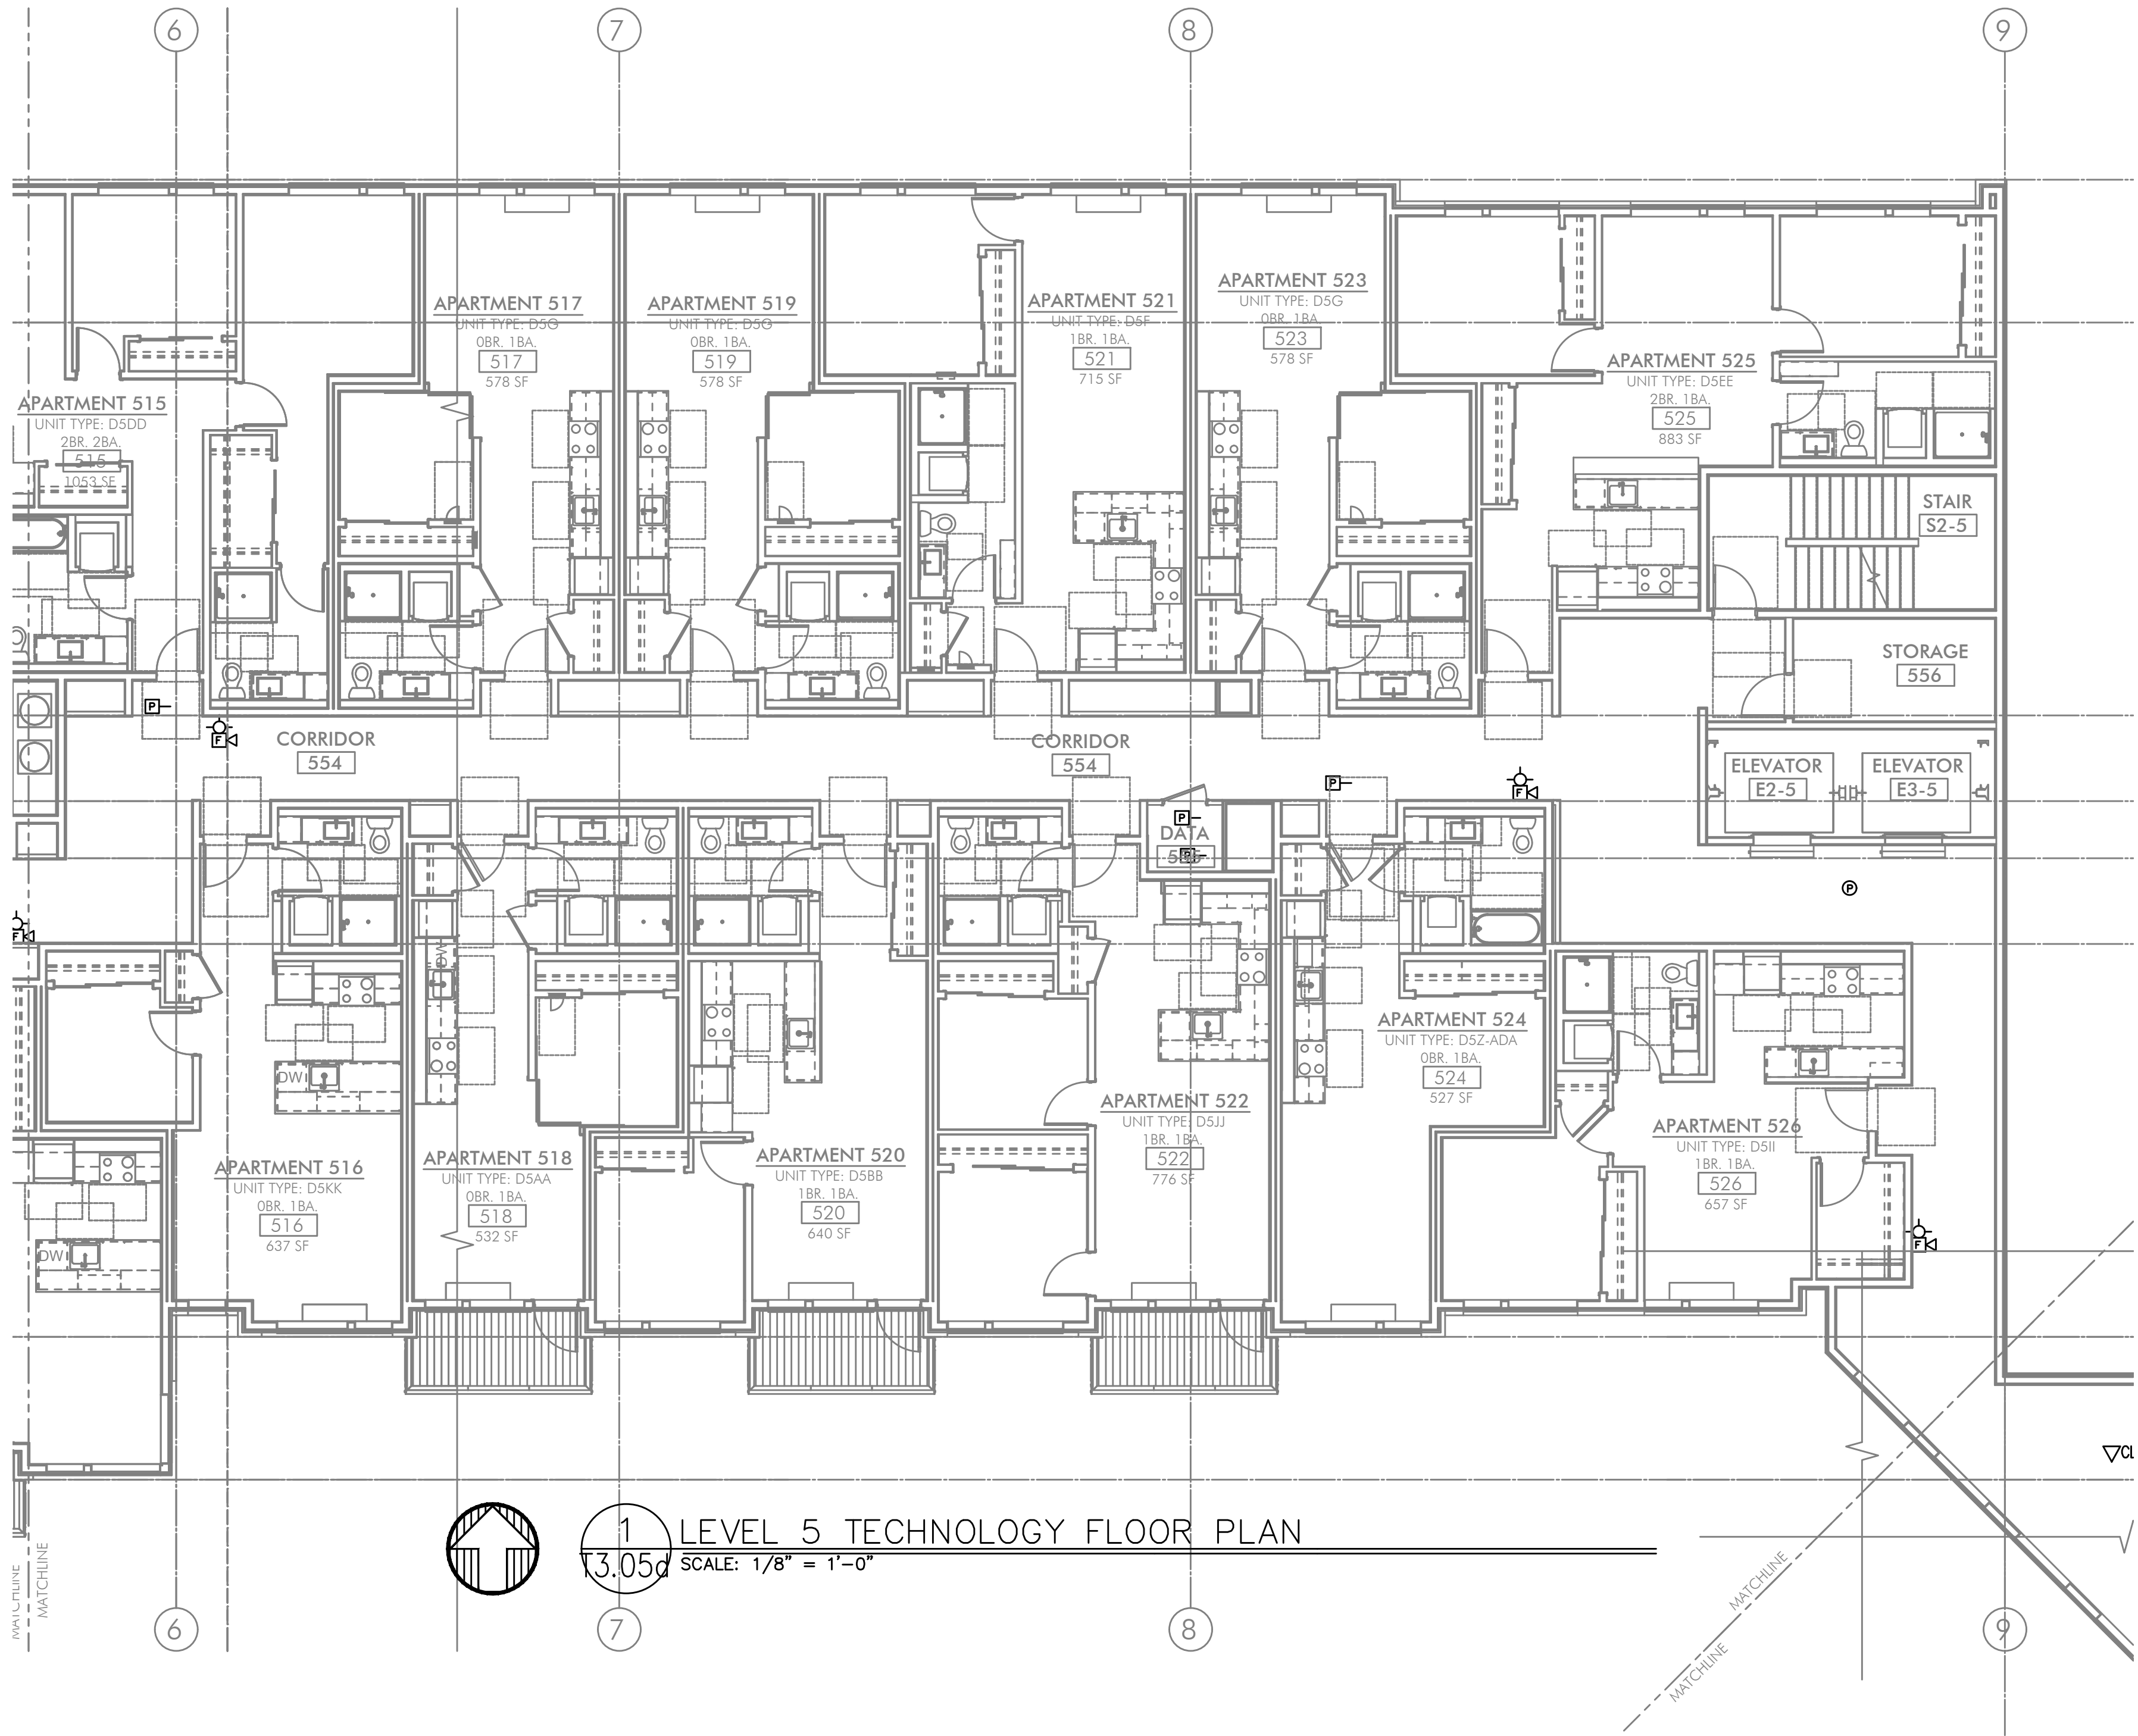 6
7
8
9
APARTMENT 515
UNIT TYPE: D5DD
2BR. 2BA.
515
1053 SF
APARTMENT 517
UNIT TYPE: D5G
0BR. 1BA.
517
578 SF
APARTMENT 519
UNIT TYPE: D5G
0BR. 1BA.
519
578 SF
APARTMENT 521
UNIT TYPE: D5F
1BR. 1BA.
521
715 SF
APARTMENT 523
UNIT TYPE: D5G
0BR. 1BA.
523
578 SF
APARTMENT 525
UNIT TYPE: D5EE
2BR. 1BA.
525
883 SF
STAIR
S2-5
STORAGE
556
P
F
CORRIDOR
554
CORRIDOR
554
P
F
ELEVATOR
E2-5
ELEVATOR
E3-5
P
DATA
P
P
F
DW
DW
DW
APARTMENT 516
UNIT TYPE: D5KK
0BR. 1BA.
516
637 SF
APARTMENT 518
UNIT TYPE: D5AA
0BR. 1BA.
518
532 SF
APARTMENT 520
UNIT TYPE: D5BB
1BR. 1BA.
520
640 SF
APARTMENT 522
UNIT TYPE: D5JJ
1BR. 1BA.
522
776 SF
APARTMENT 524
UNIT TYPE: D5Z-ADA
0BR. 1BA.
524
527 SF
APARTMENT 526
UNIT TYPE: D5II
1BR. 1BA.
526
657 SF
F
CL
1
T3.05d
LEVEL 5 TECHNOLOGY FLOOR PLAN
SCALE: 1/8" = 1'-0"
MATCHLINE
MATCHLINE
MATCHLINE
MATCHLINE
6
7
8
9